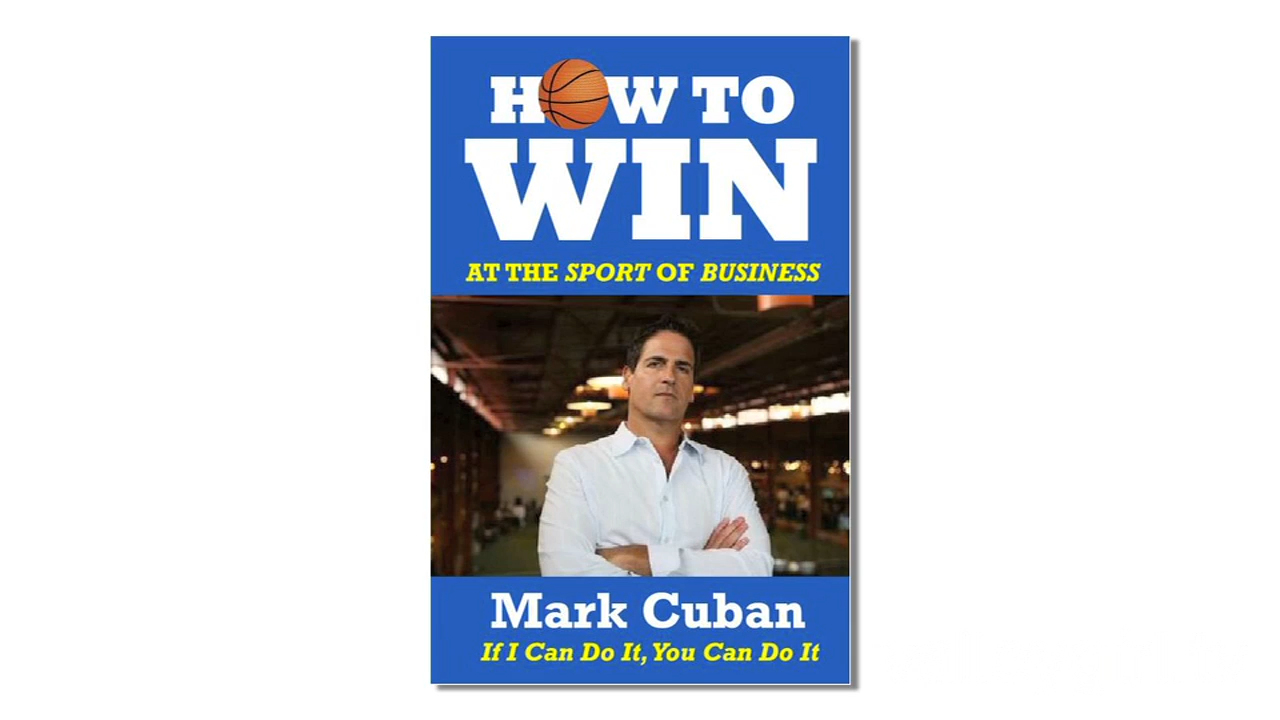 HOW TO
WIN
AT THE SPORT OF BUSINESS
Mark Cuban
If I Can Do It, You Can Do It